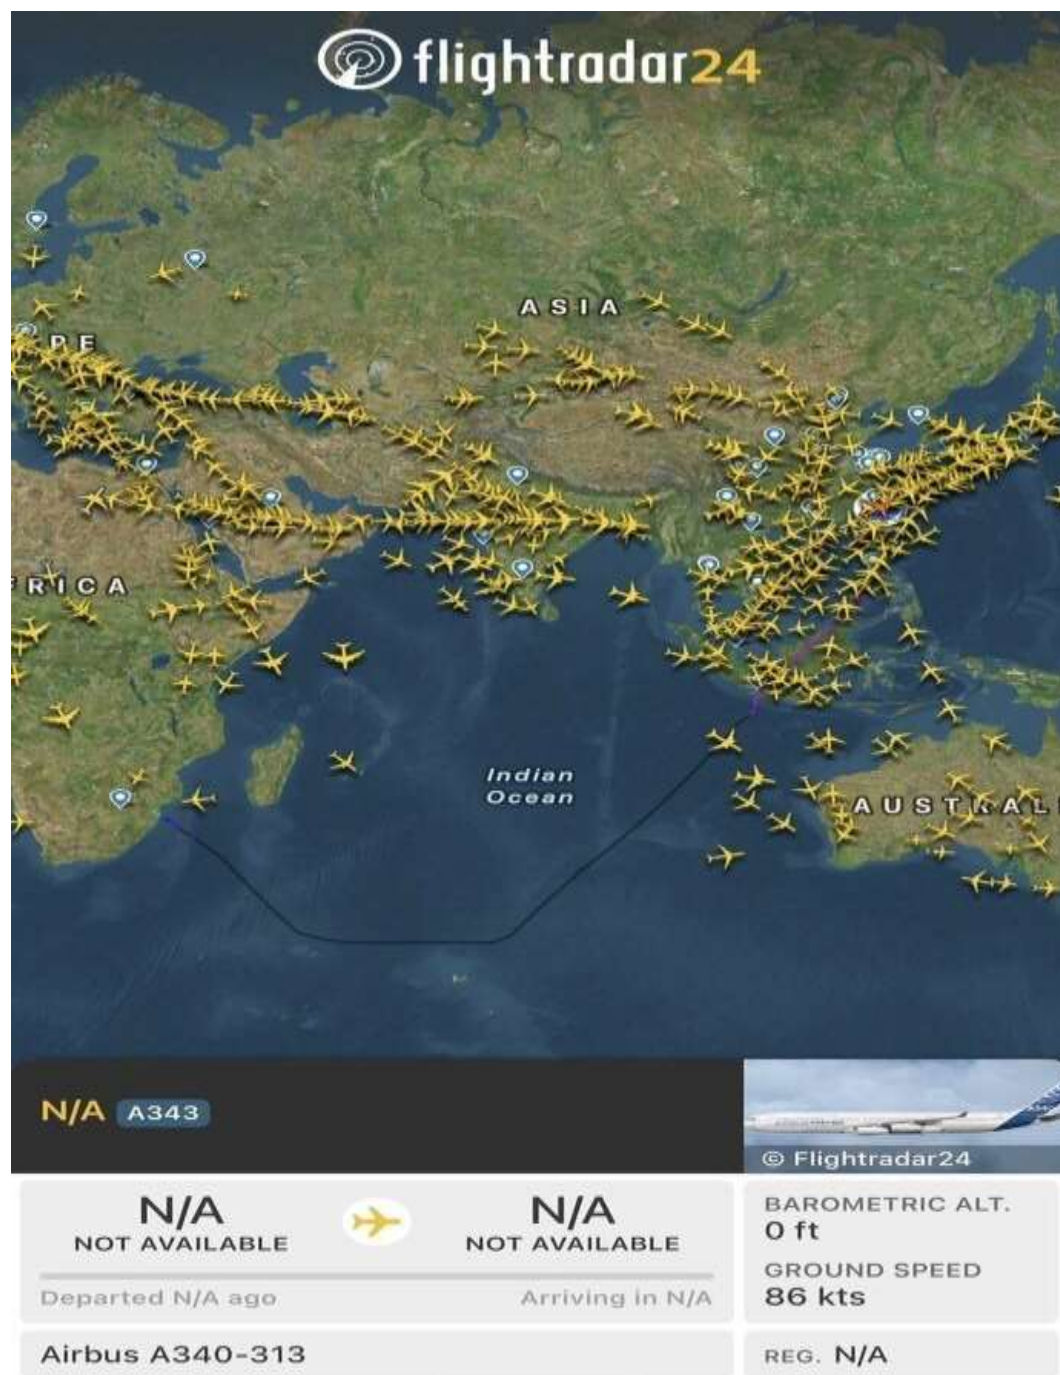 flightradar24
ASIA
PE
RICA
Indian
Ocean
AUSTRAL
N/A A343
© Flightradar24
N/A N/A
NOT AVAILABLE NOT AVAILABLE
Departed N/A ago Arriving in N/A
BAROMETRIC ALT.
0 ft
GROUND SPEED
86 kts
Airbus A340-313
REG. N/A